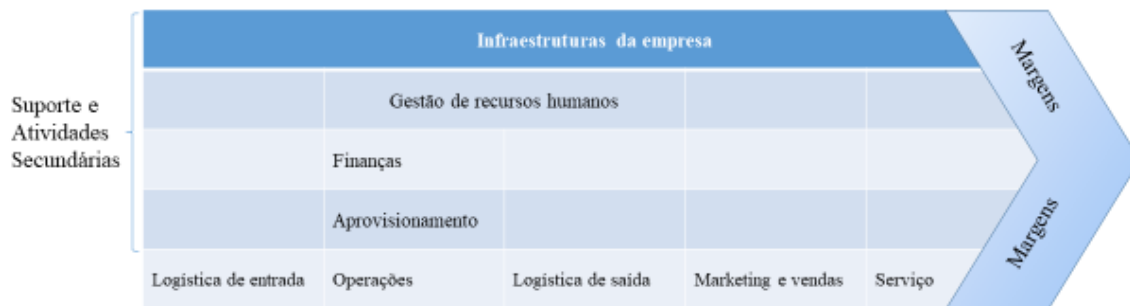 Infraestruturas da empresa
Margens
Gestão de recursos humanos
Suporte e
Atividades
Secundárias
Finanças
Aprovisionamento
Margens
Logística de entrada
Operações
Logística de saída
Marketing e vendas
Serviço